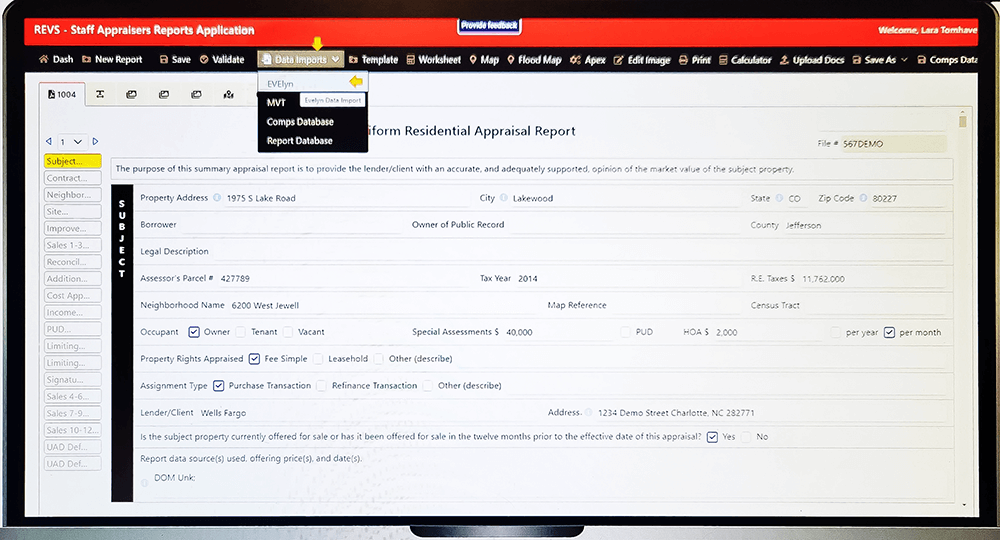 REVS - Staff Appraisers Reports Application
Provide feedback
Welcome, Lara Tomhave
Dash New Report Save Validate Data Imports Template Worksheet Map Flood Map Apex Edit Image Print Calculator Upload Docs Save As Comps Data
1004
EVElyn
MVT
Evelyn Data Import
Comps Database
Report Database
iform Residential Appraisal Report
File # 567DEMO
1
The purpose of this summary appraisal report is to provide the lender/client with an accurate, and adequately supported, opinion of the market value of the subject property.
Subject...
Contract...
Neighbor...
Site...
Improve...
Sales 1-3...
Reconcil...
Addition...
Cost App...
Income...
PUD...
Limiting...
Limiting...
Signatu...
Sales 4-6...
Sales 7-9...
Sales 10-12...
UAD Def...
UAD Def...
SUBJECT
Property Address 1975 S Lake Road City Lakewood State CO Zip Code 80227
Borrower Owner of Public Record County Jefferson
Legal Description
Assessor's Parcel # 427789 Tax Year 2014 R.E. Taxes $ 11,762.000
Neighborhood Name 6200 West Jewell Map Reference Census Tract
Occupant Owner Tenant Vacant Special Assessments $ 40,000 PUD HOA $ 2,000 per year per month
Property Rights Appraised Fee Simple Leasehold Other (describe)
Assignment Type Purchase Transaction Refinance Transaction Other (describe)
Lender/Client Wells Fargo Address. 1234 Demo Street Charlotte, NC 282771
Is the subject property currently offered for sale or has it been offered for sale in the twelve months prior to the effective date of this appraisal? Yes No
Report data source(s) used, offering price(s), and date(s).
DOM Unk: